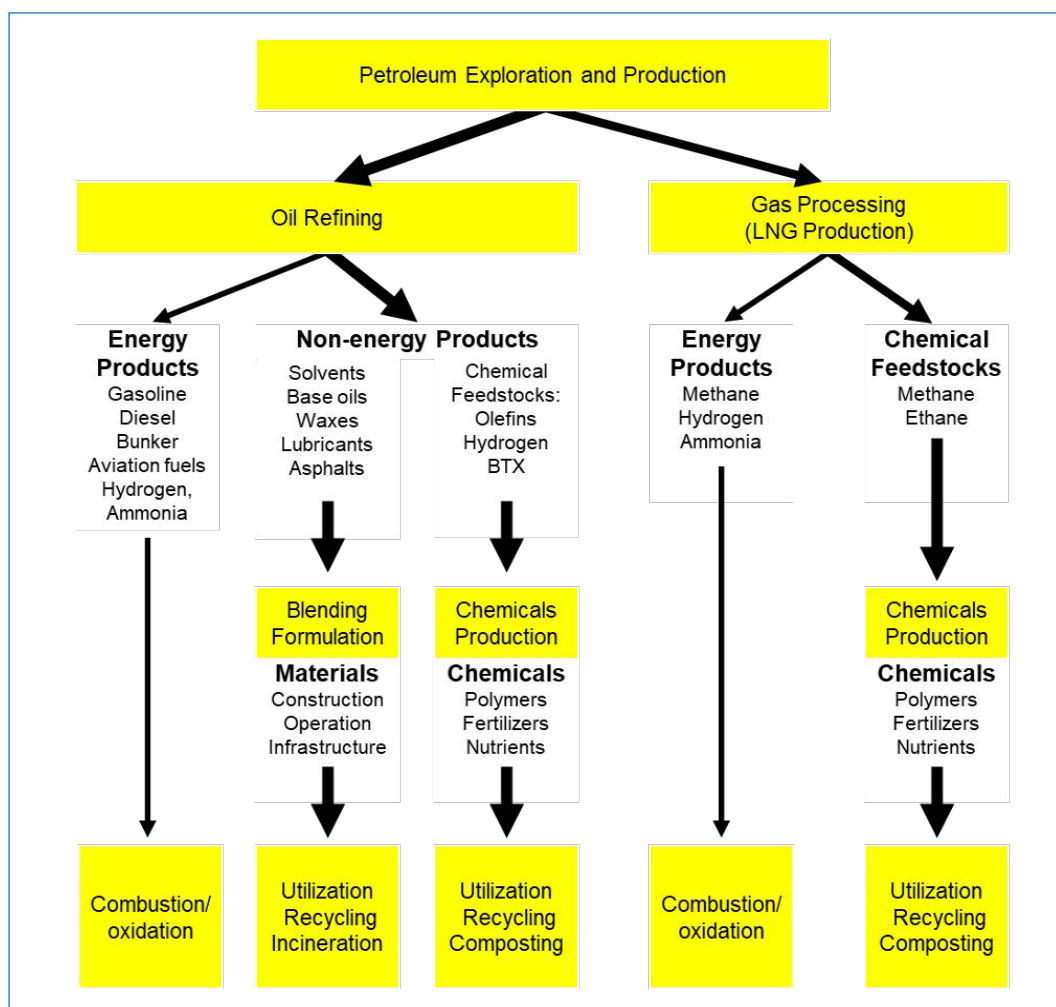 Petroleum Exploration and Production
Oil Refining
Gas Processing
(LNG Production)
Energy
Products
Gasoline
Diesel
Bunker
Aviation fuels
Hydrogen,
Ammonia
Non-energy Products
Solvents
Base oils
Waxes
Lubricants
Asphalts
Chemical
Feedstocks:
Olefins
Hydrogen
BTX
Energy
Products
Methane
Hydrogen
Ammonia
Chemical
Feedstocks
Methane
Ethane
Blending
Formulation
Materials
Construction
Operation
Infrastructure
Chemicals
Production
Chemicals
Polymers
Fertilizers
Nutrients
Chemicals
Production
Chemicals
Polymers
Fertilizers
Nutrients
Combustion/
oxidation
Utilization
Recycling
Incineration
Utilization
Recycling
Composting
Combustion/
oxidation
Utilization
Recycling
Composting